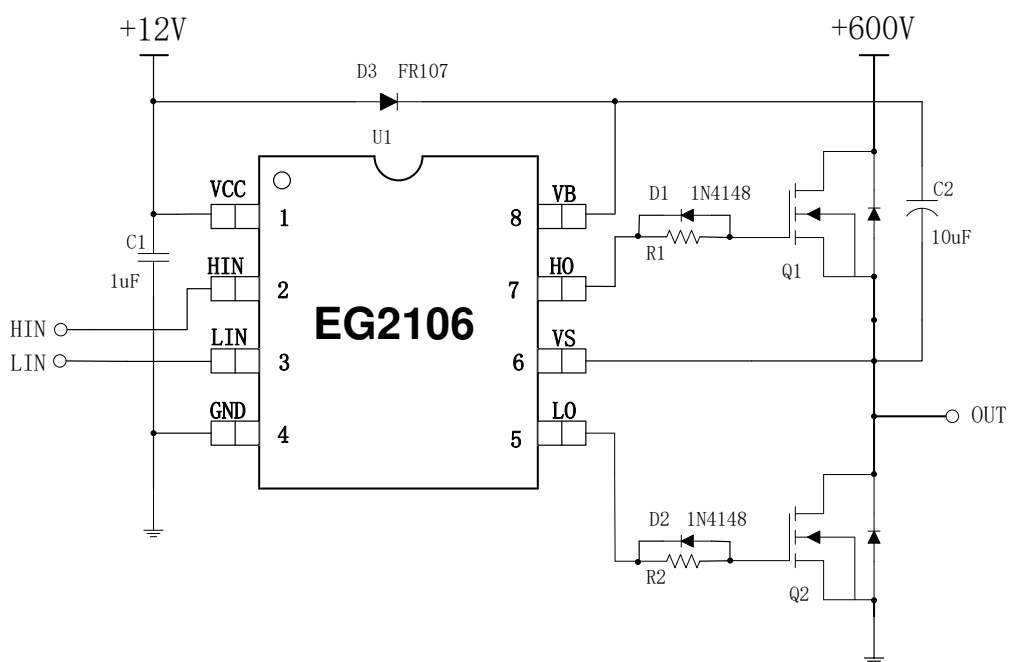 +12V
+600V
D3 FR107
U1
VCC
1
VB
8
D1 1N4148
C2
10uF
C1
1uF
R1
Q1
HIN
2
HO
7
EG2106
HIN
LIN
LIN
3
VS
6
GND
4
LO
5
OUT
D2 1N4148
R2
Q2